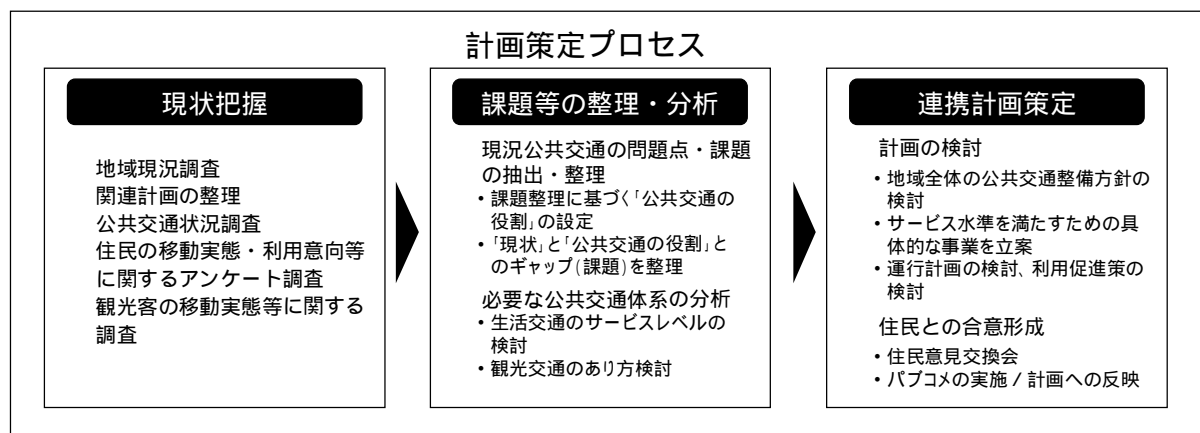 計画策定プロセス
現状把握
地域現況調査
関連計画の整理
公共交通状況調査
住民の移動実態・利用意向等
に関するアンケート調査
観光客の移動実態等に関する
調査
課題等の整理・分析
現況公共交通の問題点・課題
の抽出・整理
・課題整理に基づく「公共交通の
役割」の設定
・「現状」と「公共交通の役割」と
のギャップ(課題)を整理
必要な公共交通体系の分析
・生活交通のサービスレベルの
検討
・観光交通のあり方検討
連携計画策定
計画の検討
・地域全体の公共交通整備方針の
検討
・サービス水準を満たすための具
体的な事業を立案
・運行計画の検討、利用促進策の
検討
住民との合意形成
・住民意見交換会
・パブコメの実施/計画への反映